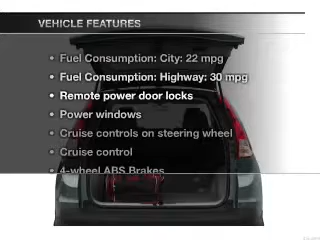 VEHICLE FEATURES
• Fuel Consumption: City: 22 mpg
• Fuel Consumption: Highway: 30 mpg
• Remote power door locks
• Power windows
• Cruise controls on steering wheel
• Cruise control
• 4-wheel ABS Brakes